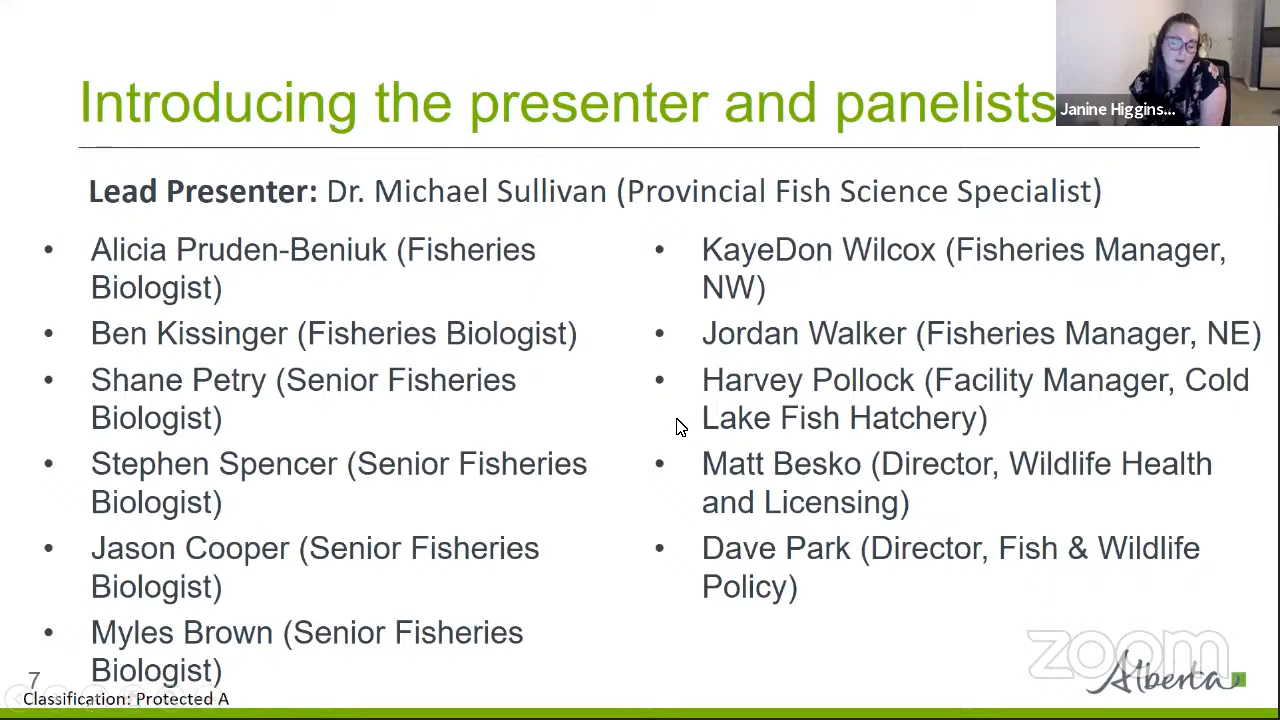 Introducing the presenter and panelists
Janine Higgins...
Lead Presenter: Dr. Michael Sullivan (Provincial Fish Science Specialist)
• Alicia Pruden-Beniuk (Fisheries
Biologist)
• Ben Kissinger (Fisheries Biologist)
• Shane Petry (Senior Fisheries
Biologist)
• Stephen Spencer (Senior Fisheries
Biologist)
• Jason Cooper (Senior Fisheries
Biologist)
• Myles Brown (Senior Fisheries
Biologist)
• KayeDon Wilcox (Fisheries Manager,
NW)
• Jordan Walker (Fisheries Manager, NE)
• Harvey Pollock (Facility Manager, Cold
Lake Fish Hatchery)
• Matt Besko (Director, Wildlife Health
and Licensing)
• Dave Park (Director, Fish & Wildlife
Policy)
zoom
Alberta
7
Classification: Protected A